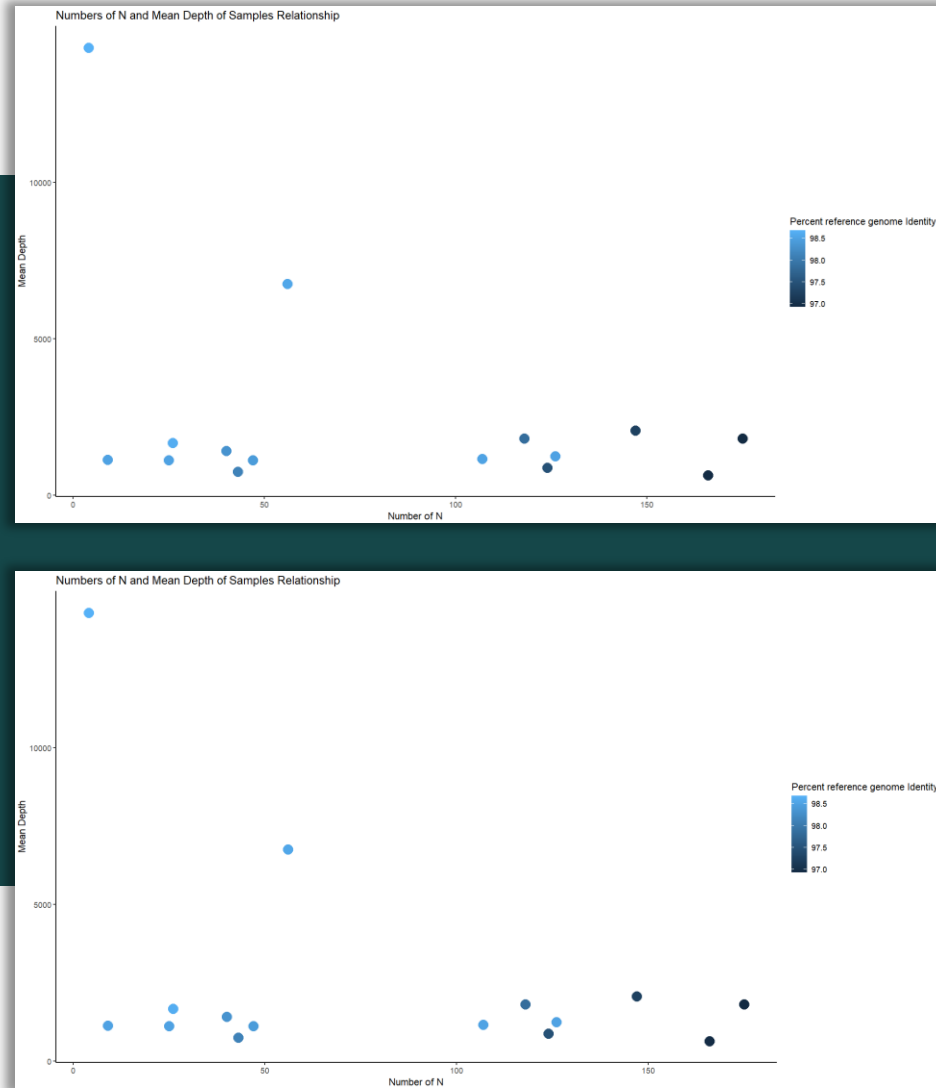 Numbers of N and Mean Depth of Samples Relationship
10000
5000
0
Mean Depth
0 50 100 150
Number of N
Percent reference genome Identity
98.5
98.0
97.5
97.0
Numbers of N and Mean Depth of Samples Relationship
10000
5000
0
Mean Depth
0 50 100 150
Number of N
Percent reference genome Identity
98.5
98.0
97.5
97.0